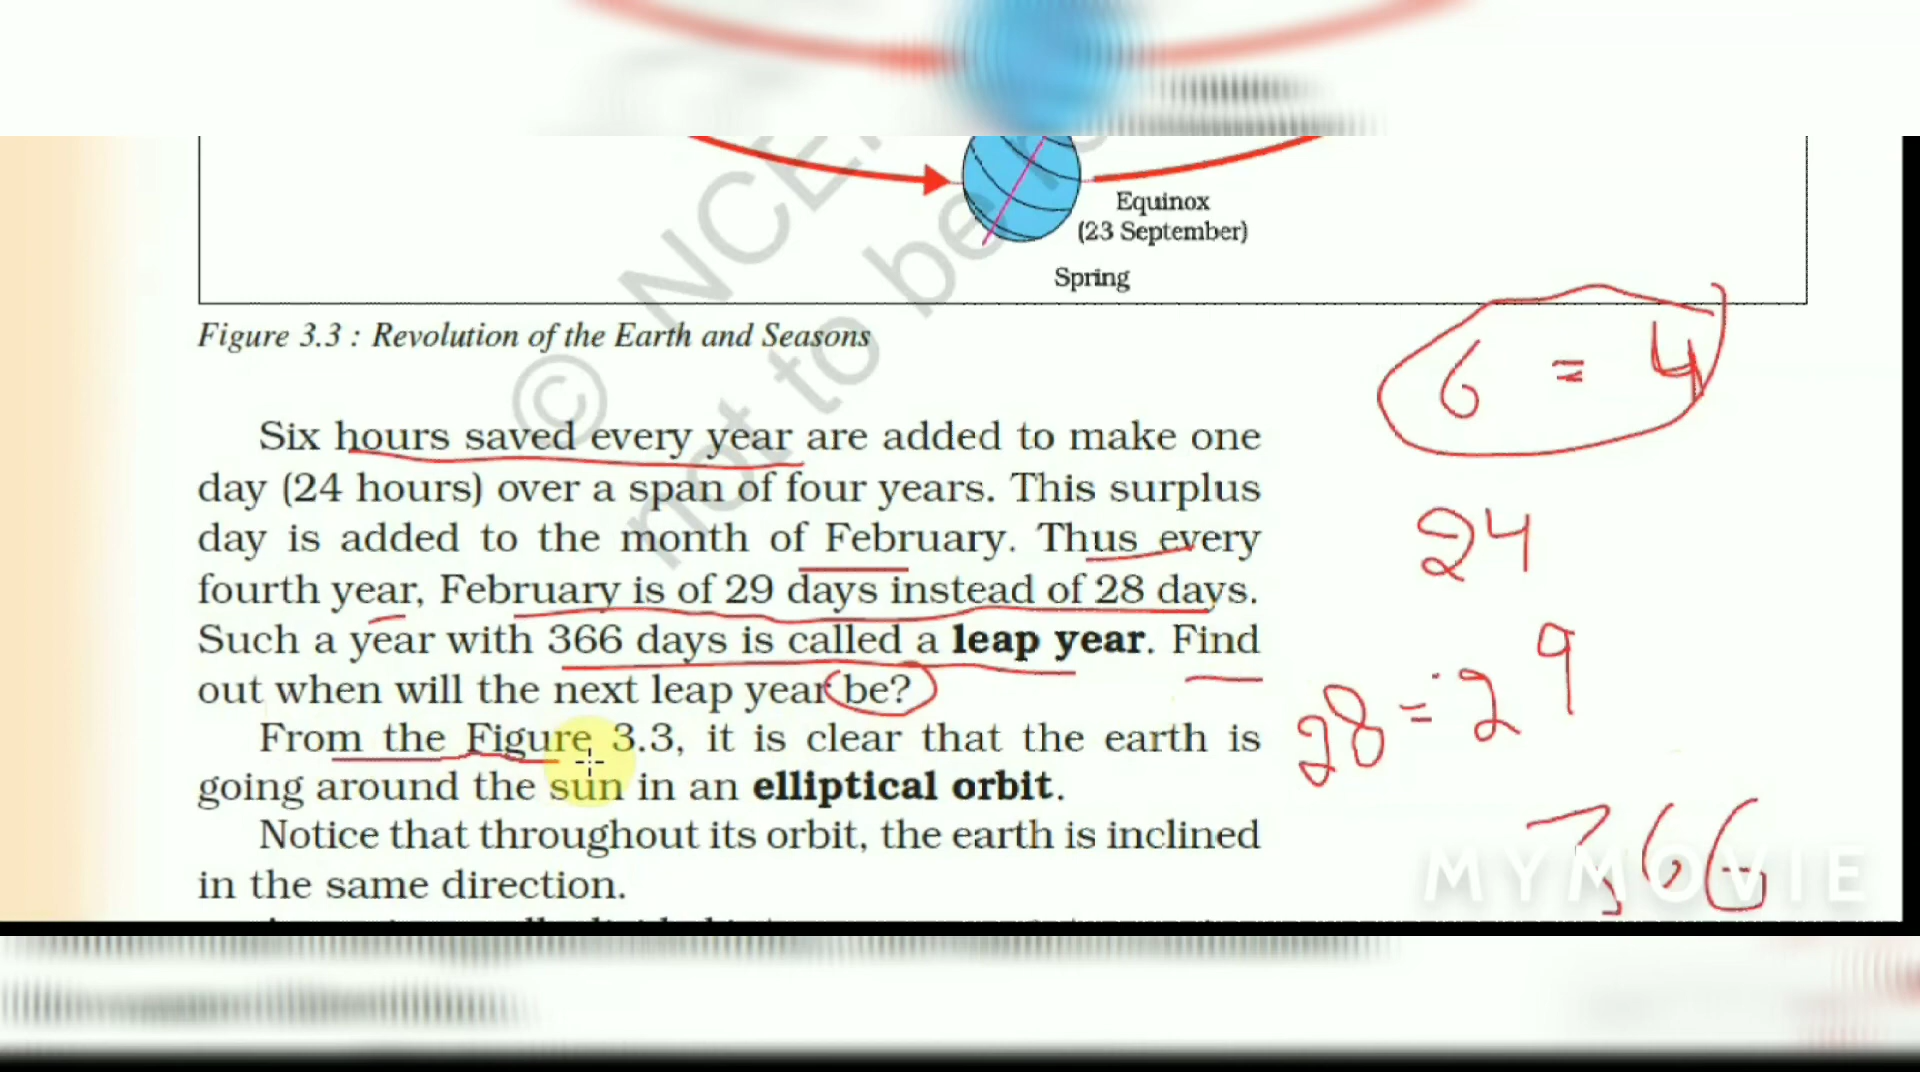 Equinox
(23 September)
Spring
Figure 3.3 : Revolution of the Earth and Seasons
Six hours saved every year are added to make one
day (24 hours) over a span of four years. This surplus
day is added to the month of February. Thus every
fourth year, February is of 29 days instead of 28 days.
Such a year with 366 days is called a leap year. Find
out when will the next leap year be?
From the Figure 3.3, it is clear that the earth is
going around the sun in an elliptical orbit.
Notice that throughout its orbit, the earth is inclined
in the same direction.
6 = 4
24
28 = 29
366
MYMOVIE
© NCE
not to be